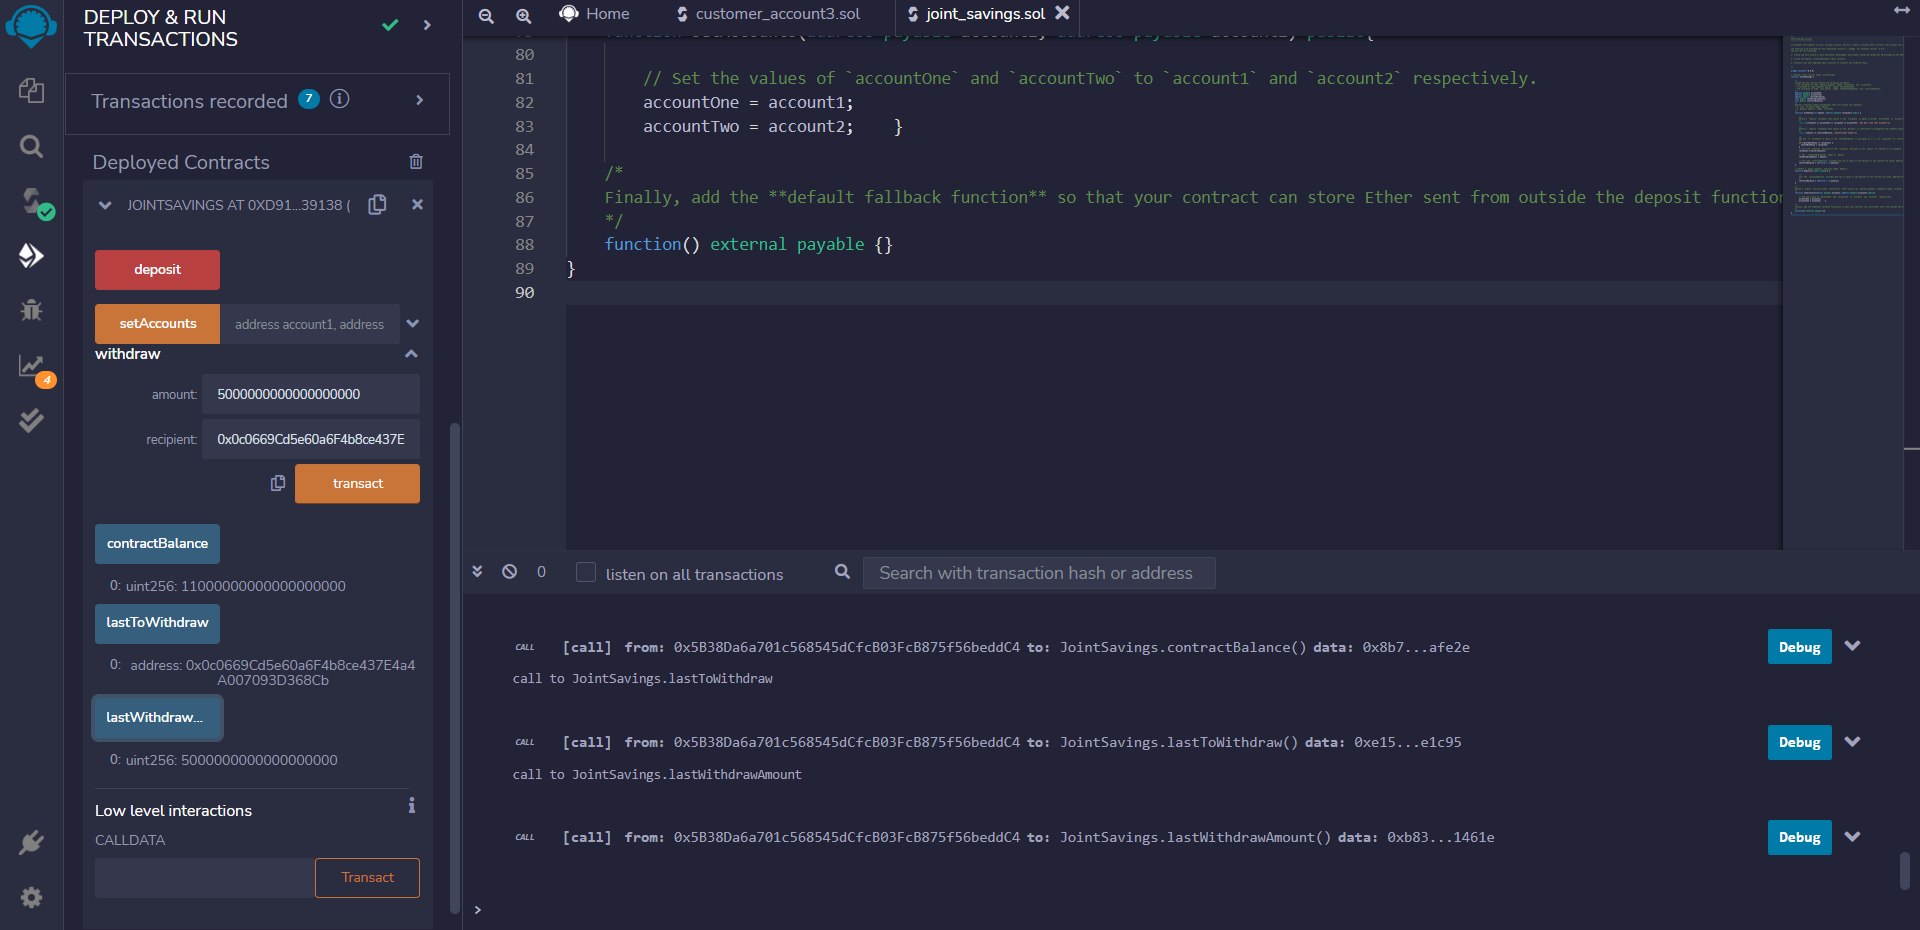 DEPLOY & RUN
TRANSACTIONS
Transactions recorded 7
Deployed Contracts
JOINTSAVINGS AT 0XD91...39138 (
deposit
setAccounts address account1, address
withdraw
amount: 5000000000000000000
recipient: 0x0c0669Cd5e60a6F4b8ce437E
transact
contractBalance
0: uint256: 11000000000000000000
lastToWithdraw
0: address: 0x0c0669Cd5e60a6F4b8ce437E4a4
A007093D368Cb
lastWithdraw...
0: uint256: 5000000000000000000
Low level interactions
CALLDATA
Transact
4
Home
customer_account3.sol
joint_savings.sol
80
81 // Set the values of `accountOne` and `accountTwo` to `account1` and `account2` respectively.
82 accountOne = account1;
83 accountTwo = account2; }
84
85 /*
86 Finally, add the **default fallback function** so that your contract can store Ether sent from outside the deposit function
87 */
88 function() external payable {}
89 }
90
0 listen on all transactions Search with transaction hash or address
CALL [call] from: 0x5B38Da6a701c568545dCfcB03FcB875f56beddC4 to: JointSavings.contractBalance() data: 0x8b7...afe2e Debug
call to JointSavings.lastToWithdraw
CALL [call] from: 0x5B38Da6a701c568545dCfcB03FcB875f56beddC4 to: JointSavings.lastToWithdraw() data: 0xe15...e1c95 Debug
call to JointSavings.lastWithdrawAmount
CALL [call] from: 0x5B38Da6a701c568545dCfcB03FcB875f56beddC4 to: JointSavings.lastWithdrawAmount() data: 0xb83...1461e Debug
>